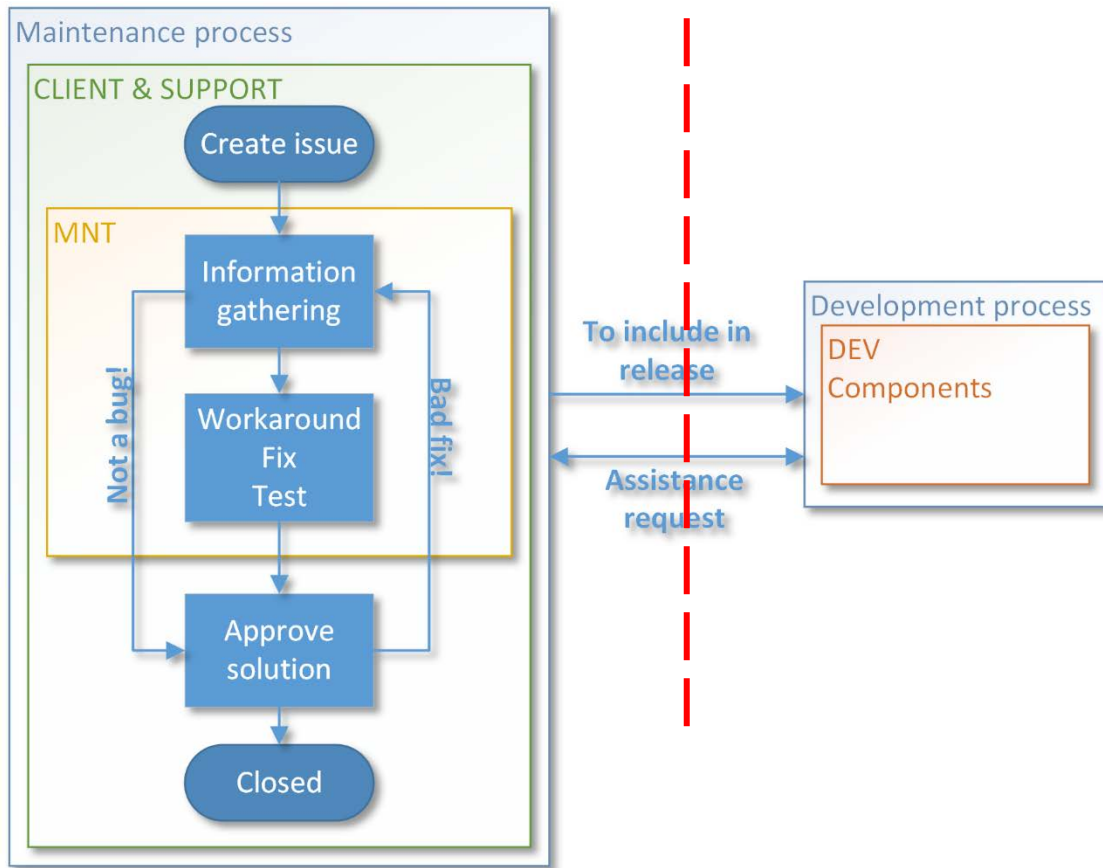 Maintenance process
CLIENT & SUPPORT
Create issue
MNT
Information
gathering
Not a bug!
Bad fix!
Workaround
Fix
Test
Approve
solution
Closed
To include in
release
Assistance
request
Development process
DEV
Components